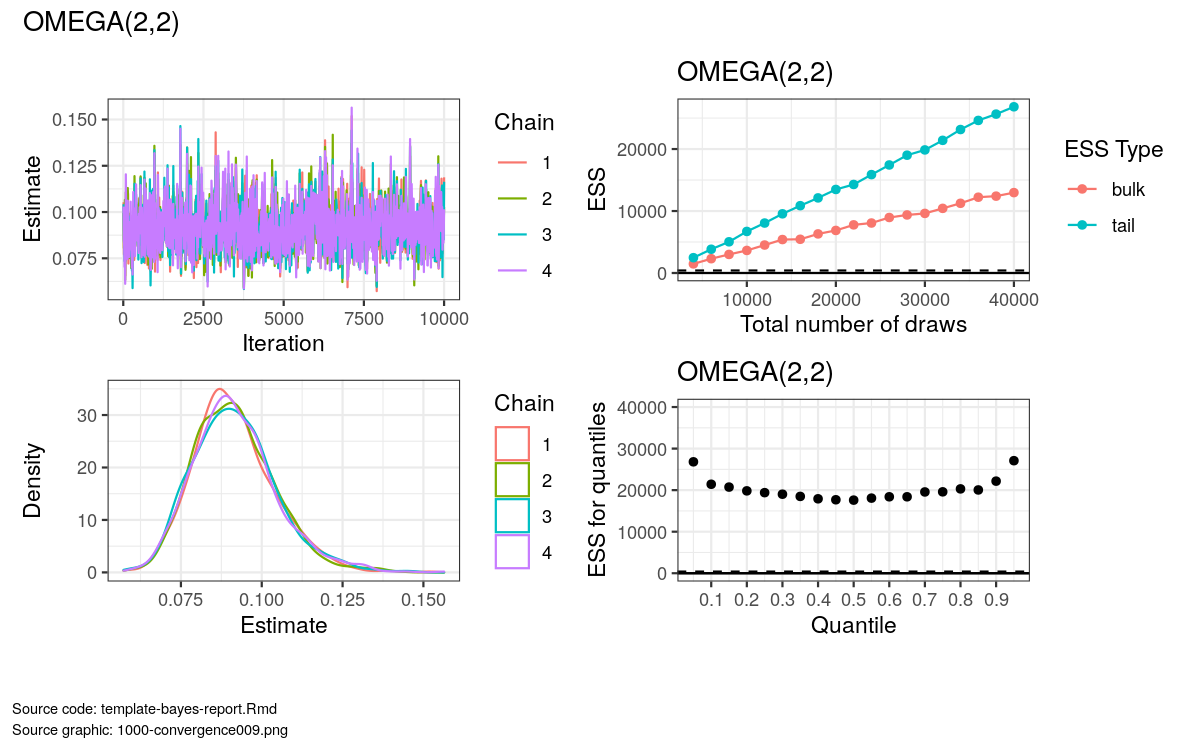 OMEGA(2,2)
0.150
0.125
0.100
0.075
Estimate
0 2500 5000 7500 10000
Iteration
Chain
1
2
3
4
OMEGA(2,2)
20000
10000
0
ESS
10000 20000 30000 40000
Total number of draws
ESS Type
bulk
tail
30
20
10
0
Density
0.075 0.100 0.125 0.150
Estimate
Chain
1
2
3
4
OMEGA(2,2)
40000
30000
20000
10000
0
ESS for quantiles
0.1 0.2 0.3 0.4 0.5 0.6 0.7 0.8 0.9
Quantile
Source code: template-bayes-report.Rmd
Source graphic: 1000-convergence009.png